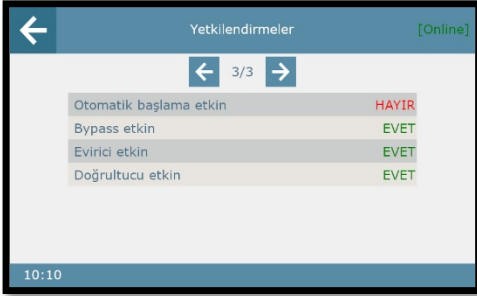 Yetkilendirmeler [Online]
3/3
Otomatik başlama etkin HAYIR
Bypass etkin EVET
Evirici etkin EVET
Doğrultucu etkin EVET
10:10